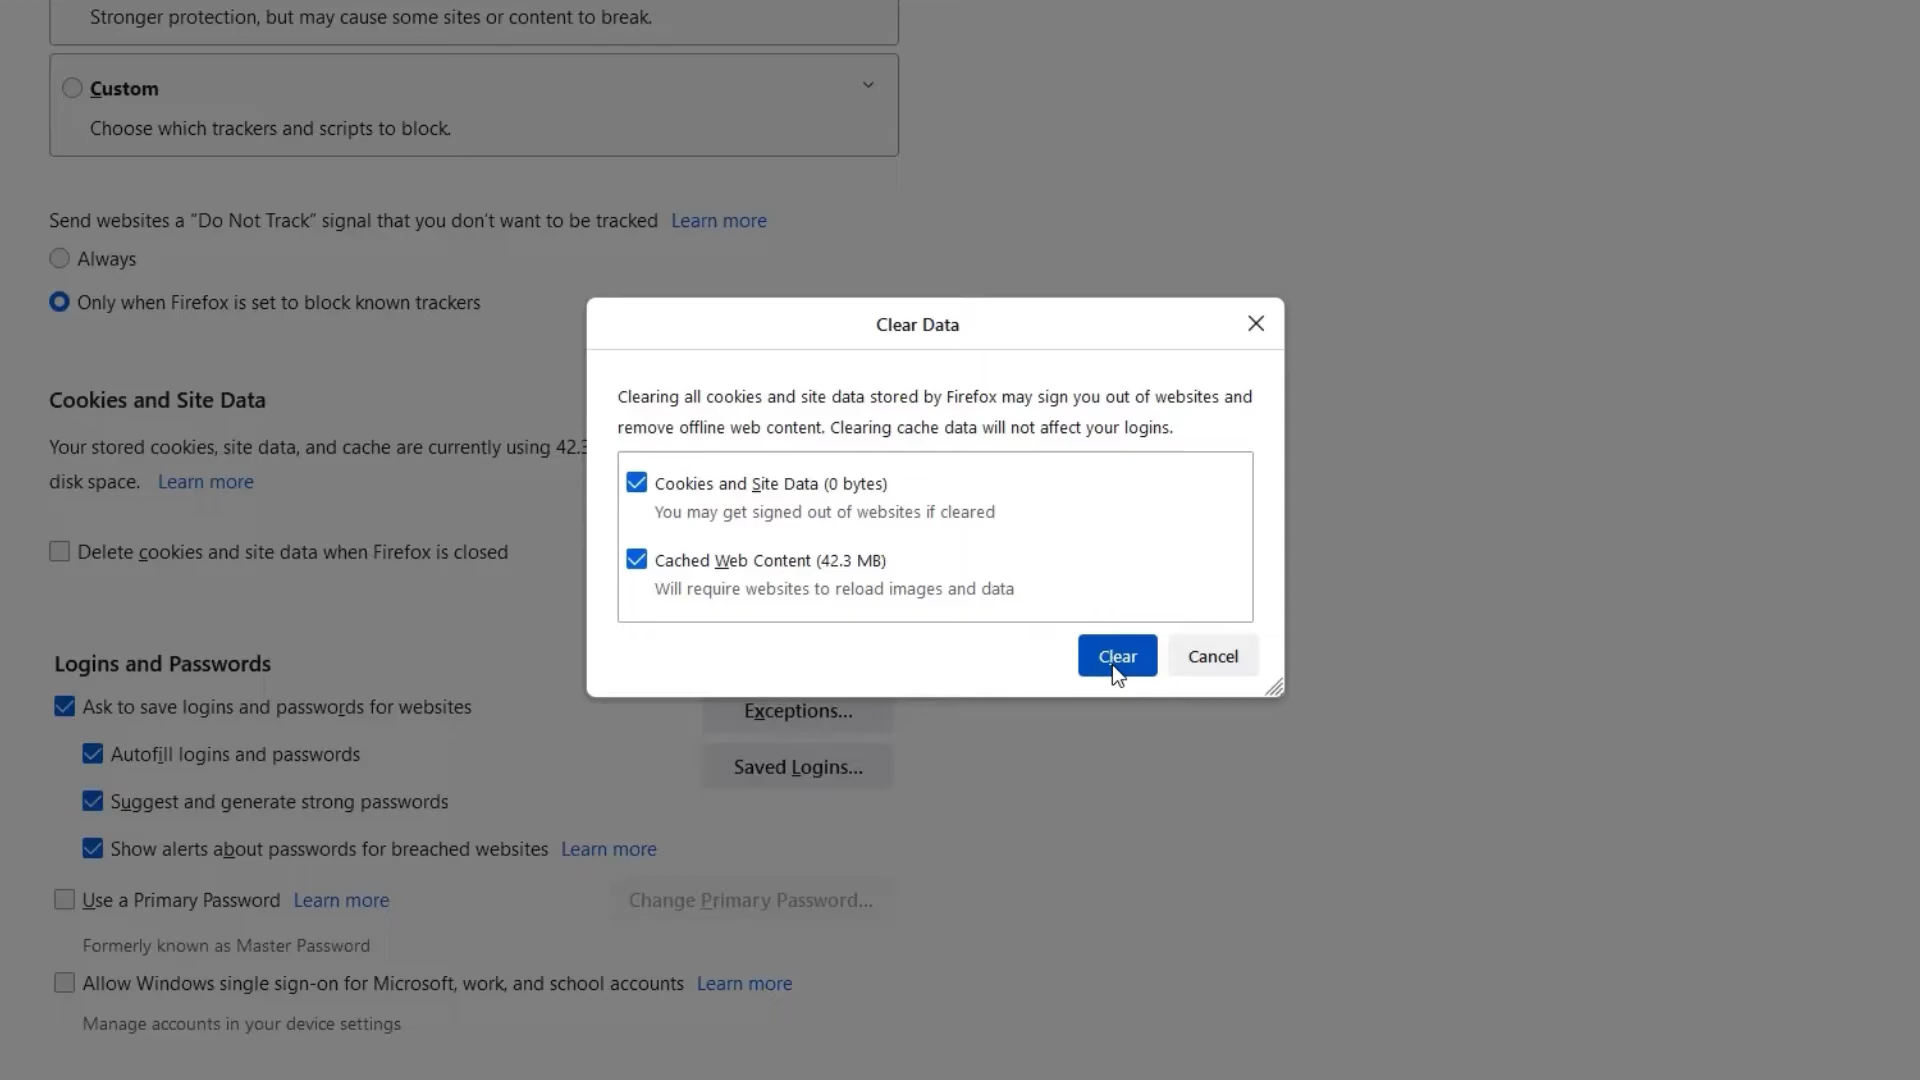 Stronger protection, but may cause some sites or content to break.
Custom
Choose which trackers and scripts to block.
Send websites a “Do Not Track” signal that you don’t want to be tracked Learn more
Always
Only when Firefox is set to block known trackers
Cookies and Site Data
Your stored cookies, site data, and cache are currently using 42.3
disk space. Learn more
Delete cookies and site data when Firefox is closed
Clear Data
Clearing all cookies and site data stored by Firefox may sign you out of websites and
remove offline web content. Clearing cache data will not affect your logins.
Cookies and Site Data (0 bytes)
You may get signed out of websites if cleared
Cached Web Content (42.3 MB)
Will require websites to reload images and data
Clear Cancel
Logins and Passwords
Ask to save logins and passwords for websites
Exceptions...
Autofill logins and passwords
Saved Logins...
Suggest and generate strong passwords
Show alerts about passwords for breached websites Learn more
Use a Primary Password Learn more
Change Primary Password...
Formerly known as Master Password
Allow Windows single sign-on for Microsoft, work, and school accounts Learn more
Manage accounts in your device settings